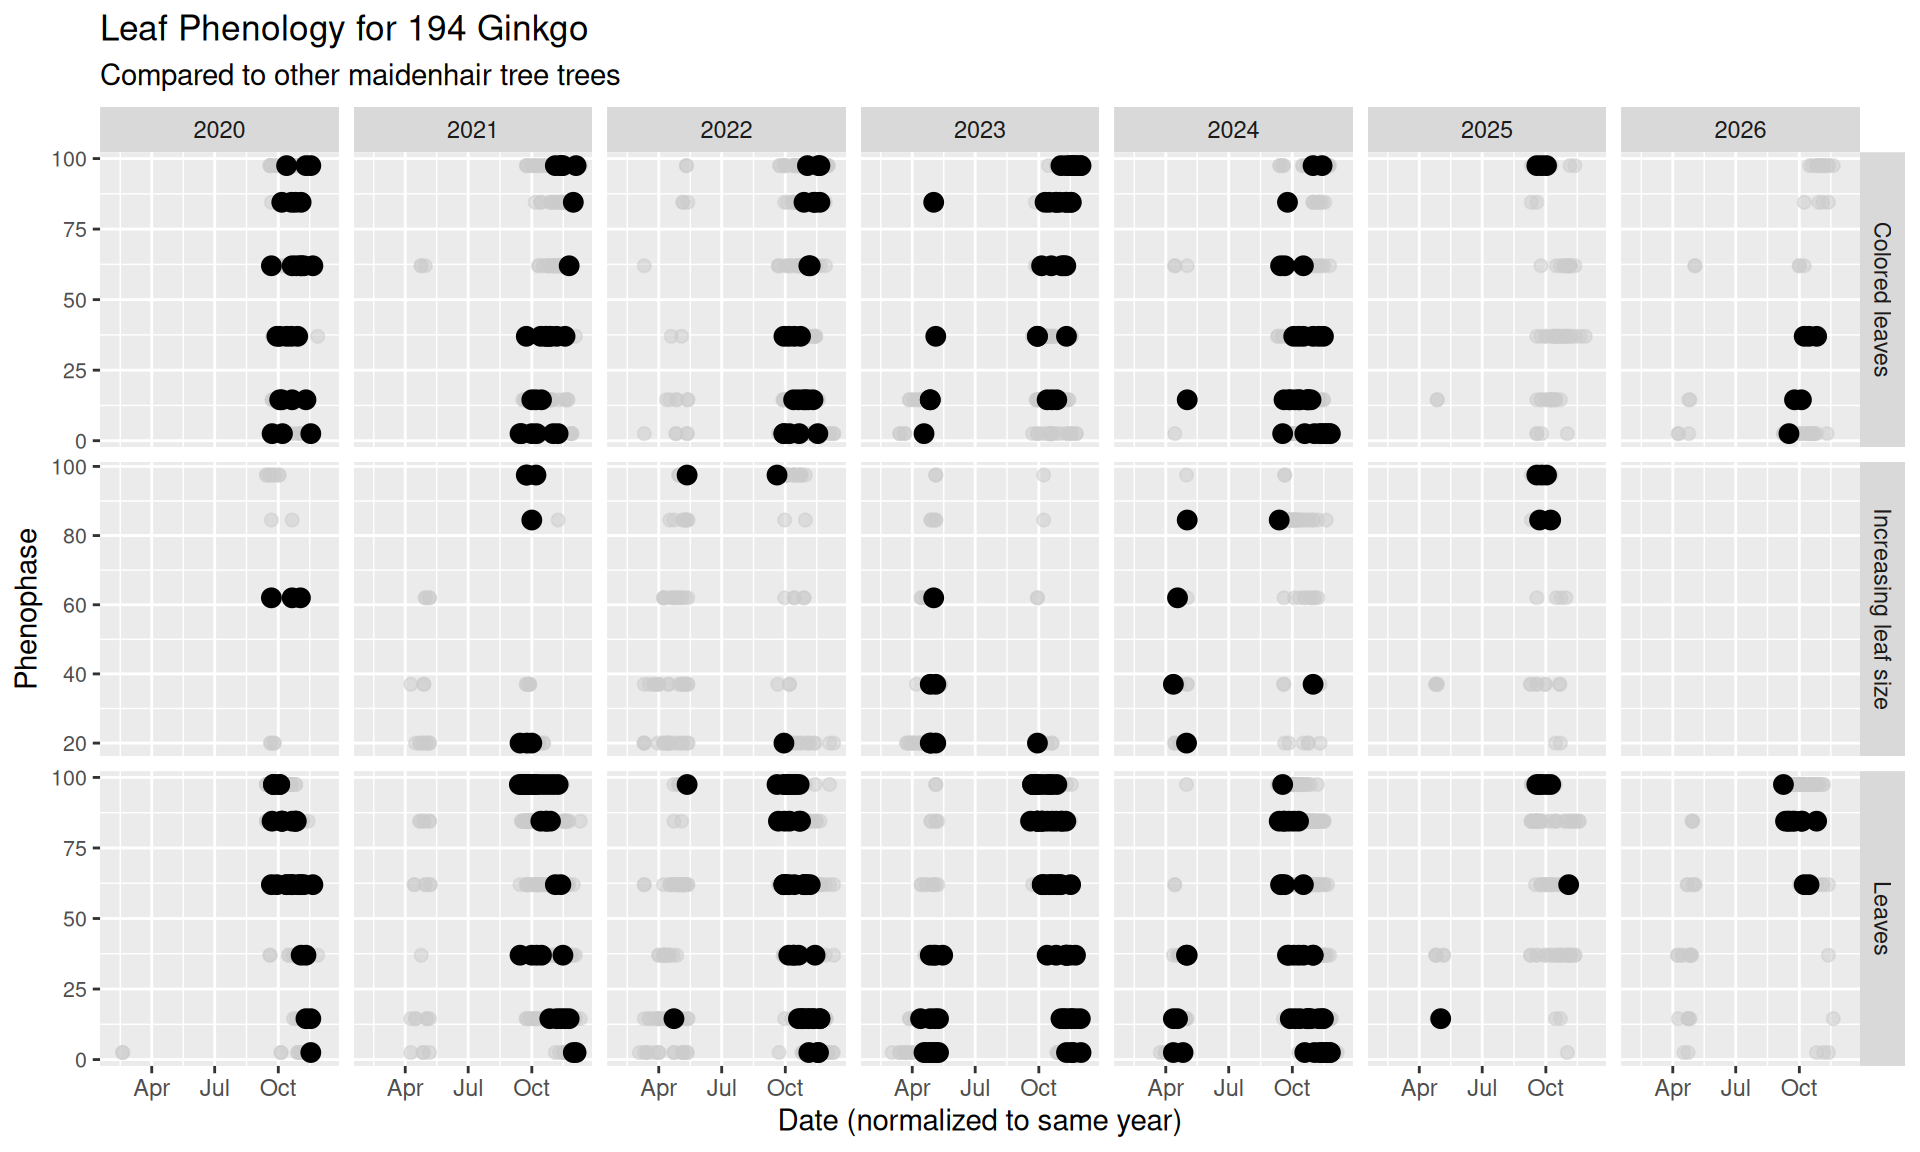 Leaf Phenology for 194 Ginkgo
Compared to other maidenhair tree trees
2020 2021 2022 2023 2024 2025 2026
100
75
50
25
0
Colored leaves
100
80
60
40
20
Increasing leaf size
100
75
50
25
0
Leaves
Phenophase
Apr Jul Oct Apr Jul Oct Apr Jul Oct Apr Jul Oct Apr Jul Oct Apr Jul Oct Apr Jul Oct
Date (normalized to same year)